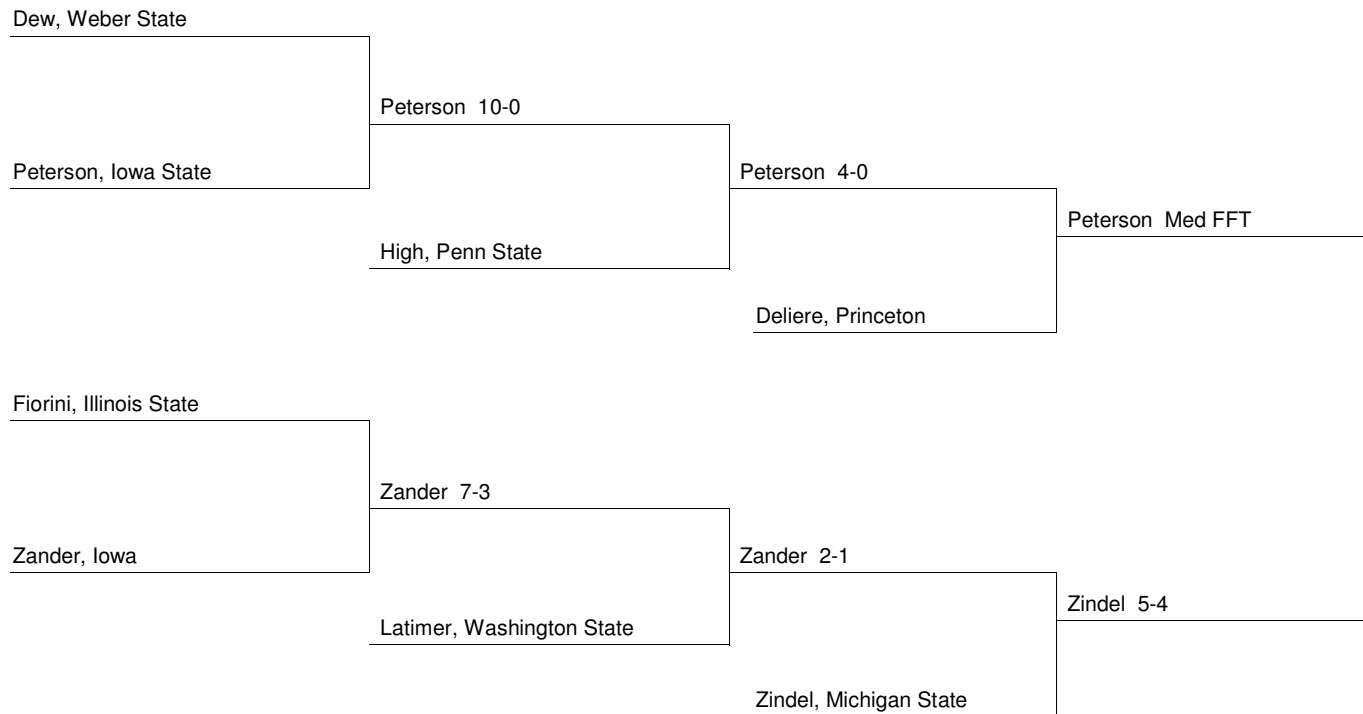 Dew, Weber State
Peterson 10-0
Peterson, Iowa State
Peterson 4-0
Peterson Med FFT
High, Penn State
Deliere, Princeton
Fiorini, Illinois State
Zander 7-3
Zander, Iowa
Zander 2-1
Zindel 5-4
Latimer, Washington State
Zindel, Michigan State